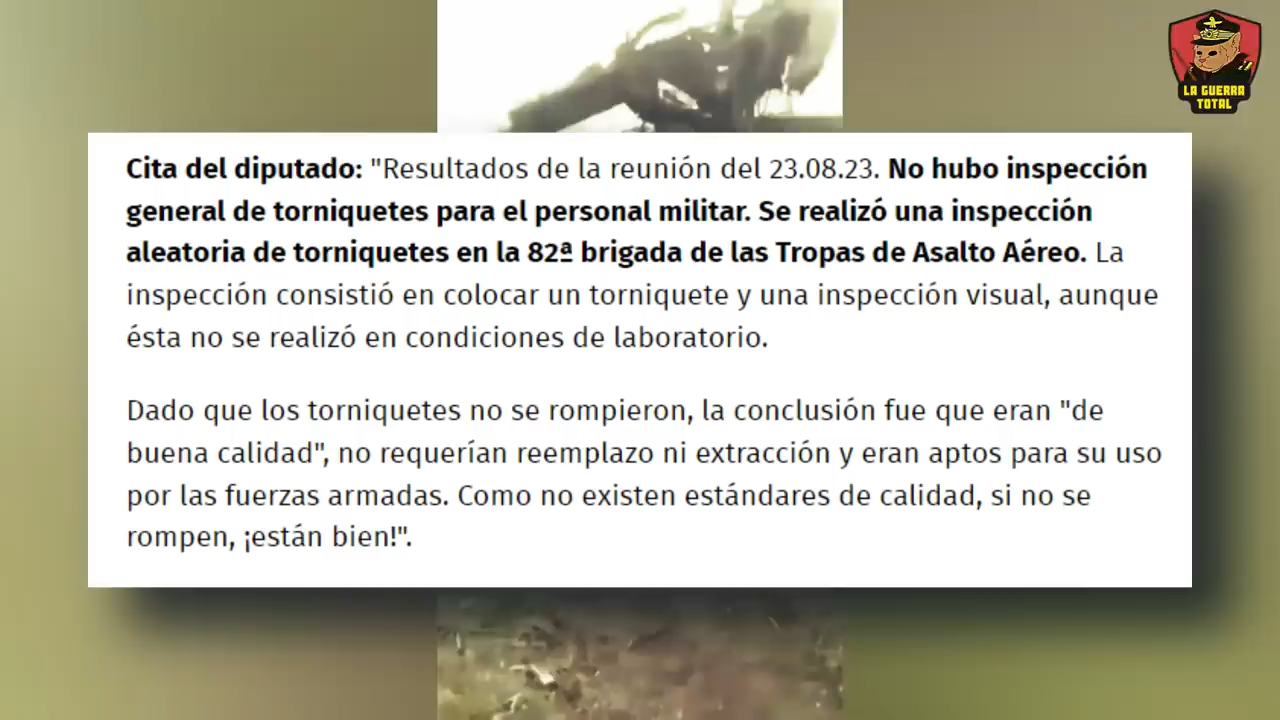 LA GUERRA
TOTAL
Cita del diputado: "Resultados de la reunión del 23.08.23. No hubo inspección
general de torniquetes para el personal militar. Se realizó una inspección
aleatoria de torniquetes en la 82ª brigada de las Tropas de Asalto Aéreo. La
inspección consistió en colocar un torniquete y una inspección visual, aunque
ésta no se realizó en condiciones de laboratorio.
Dado que los torniquetes no se rompieron, la conclusión fue que eran "de
buena calidad", no requerían reemplazo ni extracción y eran aptos para su uso
por las fuerzas armadas. Como no existen estándares de calidad, si no se
rompen, ¡están bien!".